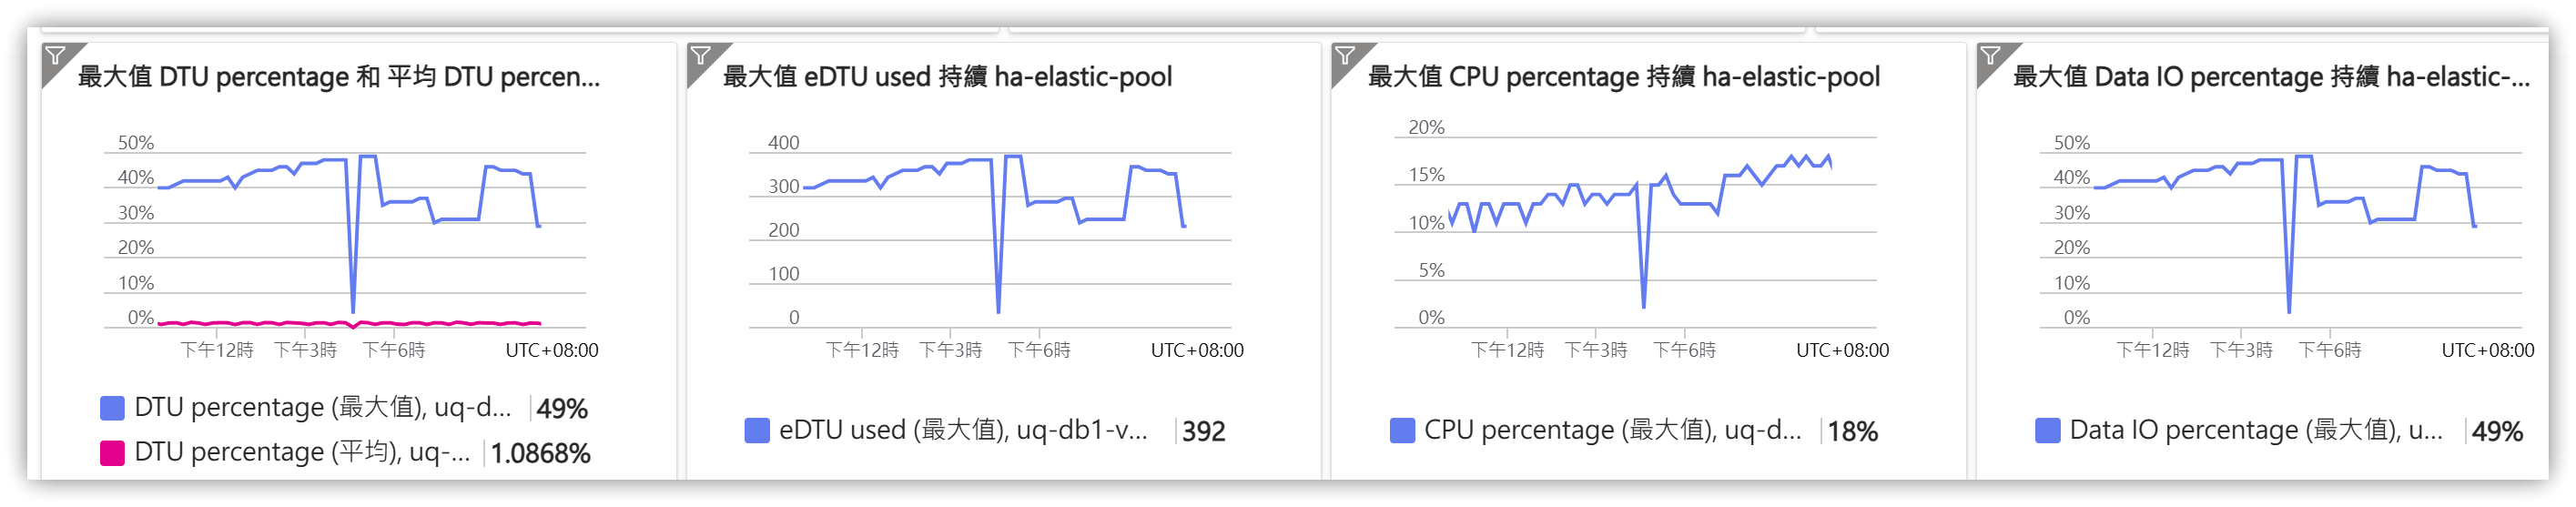 最大值 DTU percentage 和 平均 DTU percen...
50%
40%
30%
20%
10%
0%
下午12時 下午3時 下午6時 UTC+08:00
DTU percentage (最大值), uq-d... 49%
DTU percentage (平均), uq-... 1.0868%
最大值 eDTU used 持續 ha-elastic-pool
400
300
200
100
0
下午12時 下午3時 下午6時 UTC+08:00
eDTU used (最大值), uq-db1-v... 392
最大值 CPU percentage 持續 ha-elastic-pool
20%
15%
10%
5%
0%
下午12時 下午3時 下午6時 UTC+08:00
CPU percentage (最大值), uq-d... 18%
最大值 Data IO percentage 持續 ha-elastic-...
50%
40%
30%
20%
10%
0%
下午12時 下午3時 下午6時 UTC+08:00
Data IO percentage (最大值), u... 49%